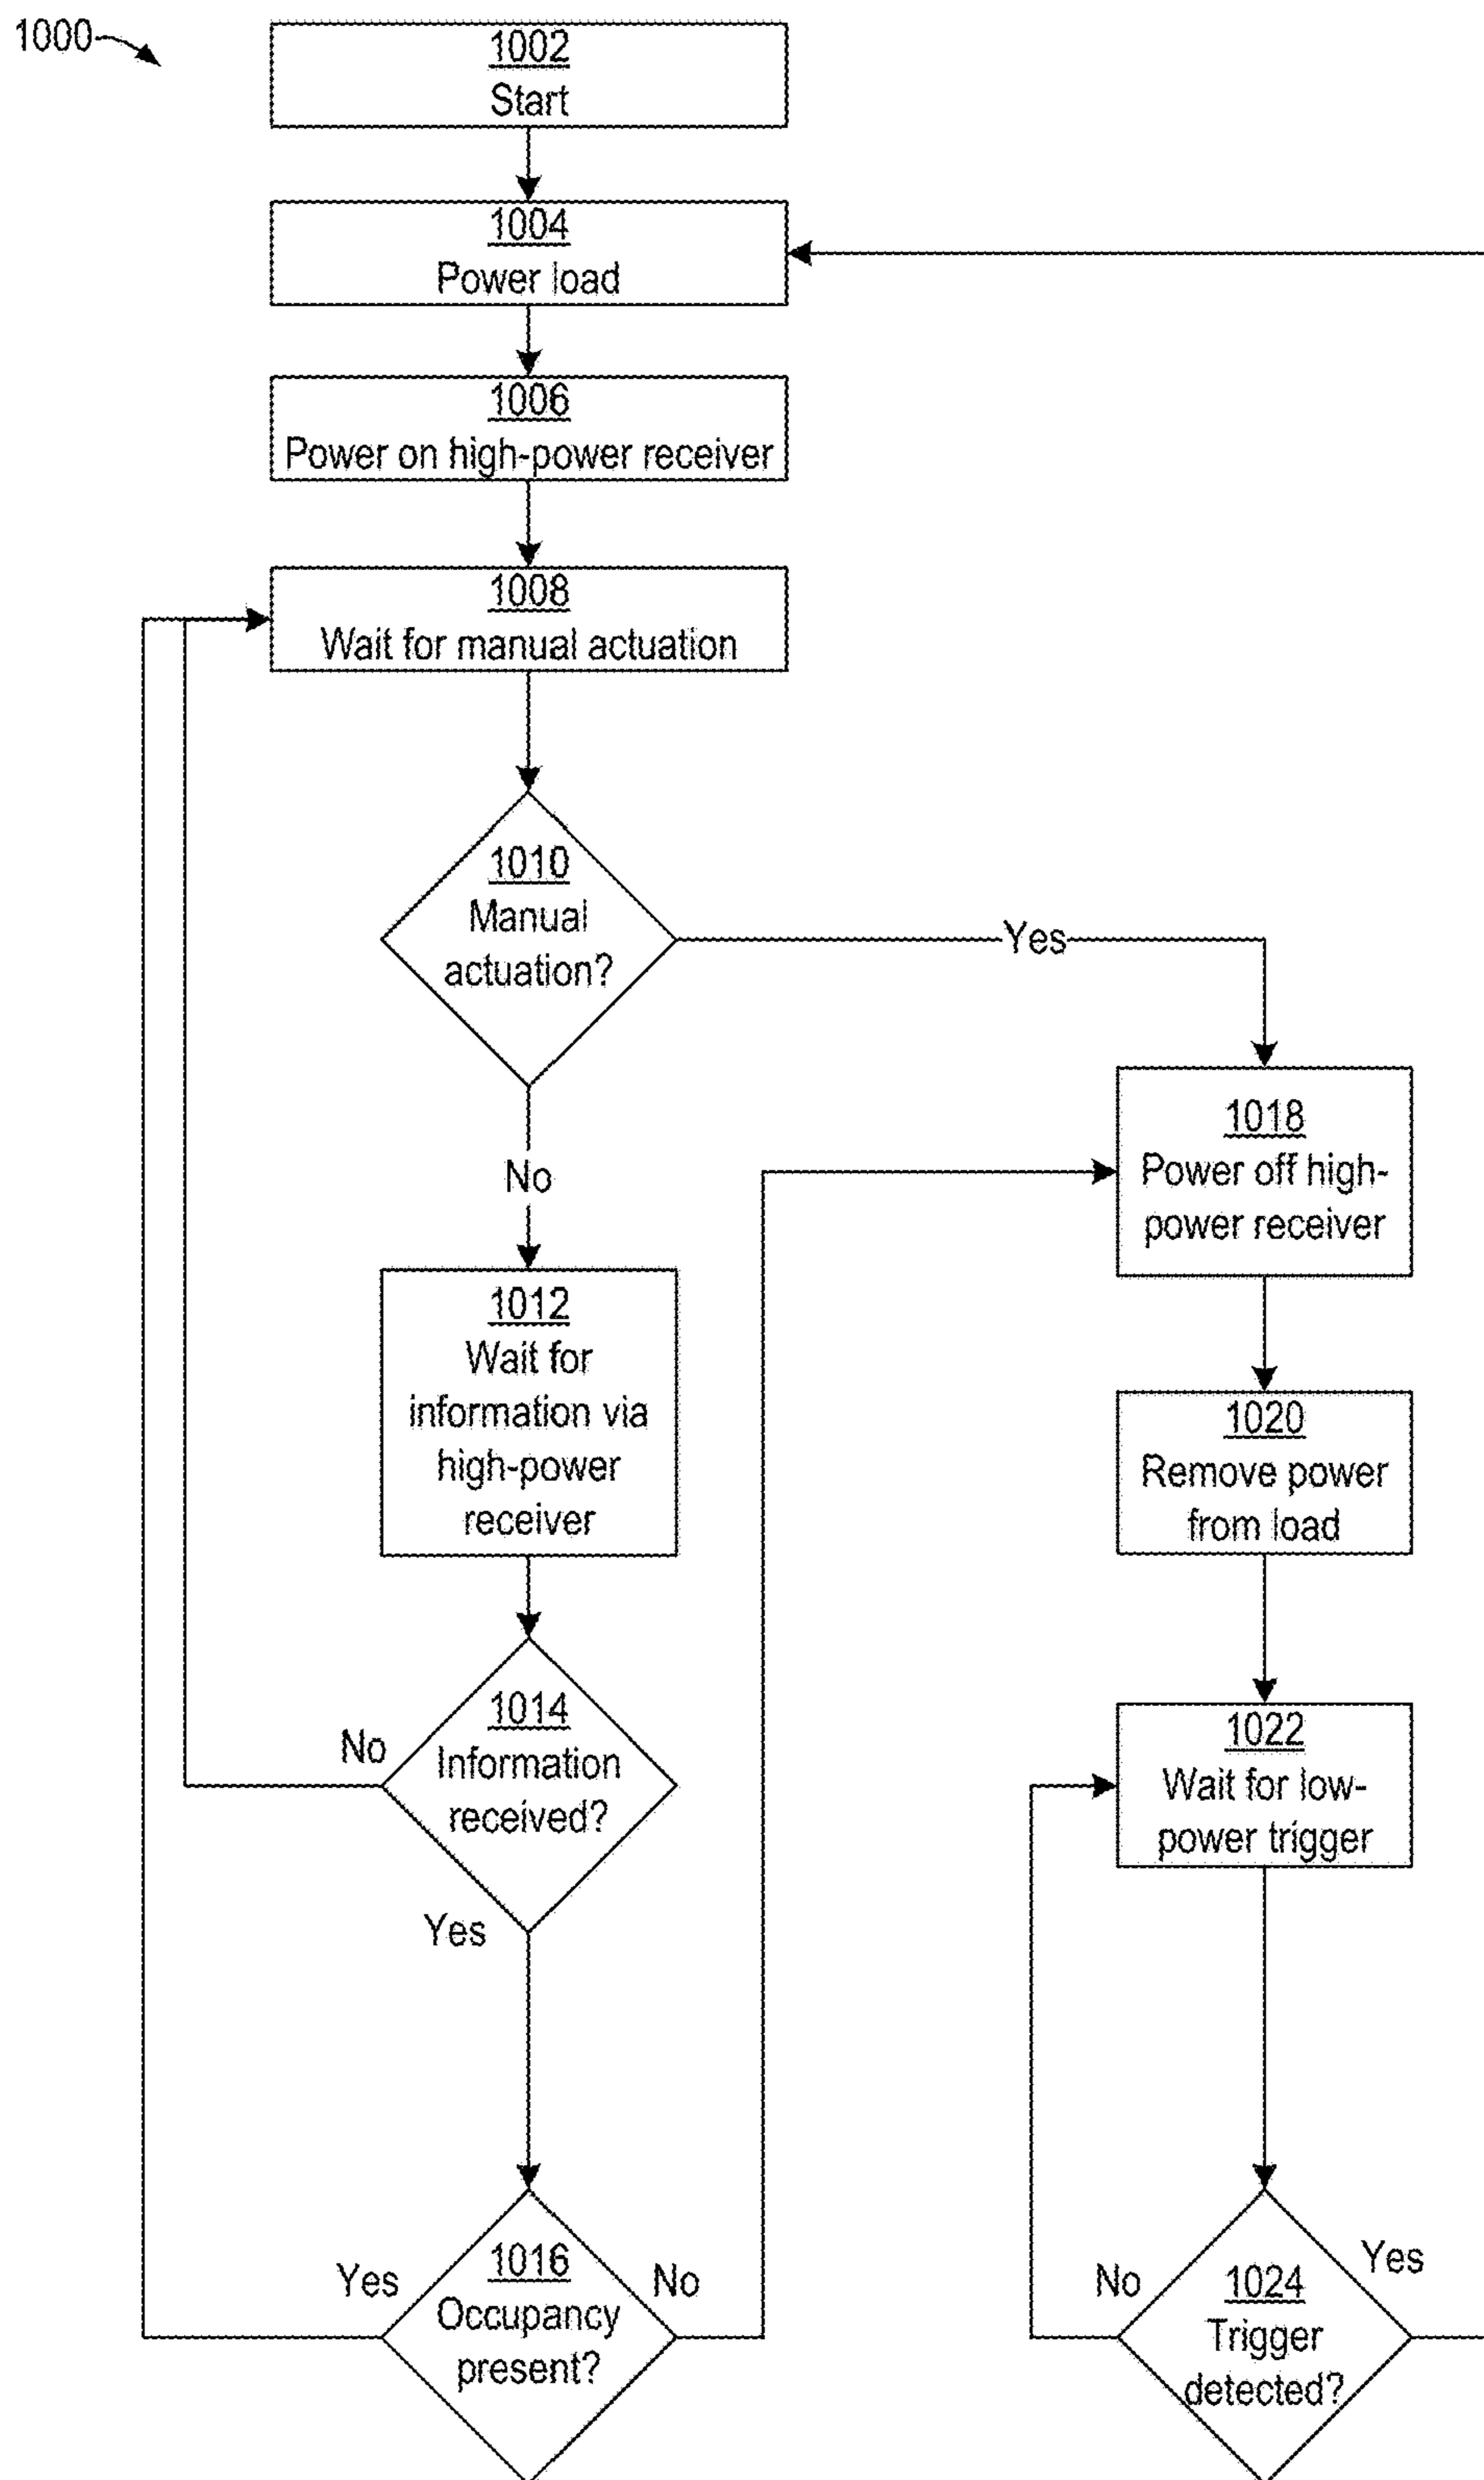 1000
1002
Start
1004
Power load
1006
Power on high-power receiver
1008
Wait for manual actuation
1010
Manual
actuation?
Yes
No
1012
Wait for
information via
high-power
receiver
1014
Information
received?
No
Yes
1016
Occupancy
present?
Yes
No
1018
Power off high-
power receiver
1020
Remove power
from load
1022
Wait for low-
power trigger
1024
Trigger
detected?
No
Yes